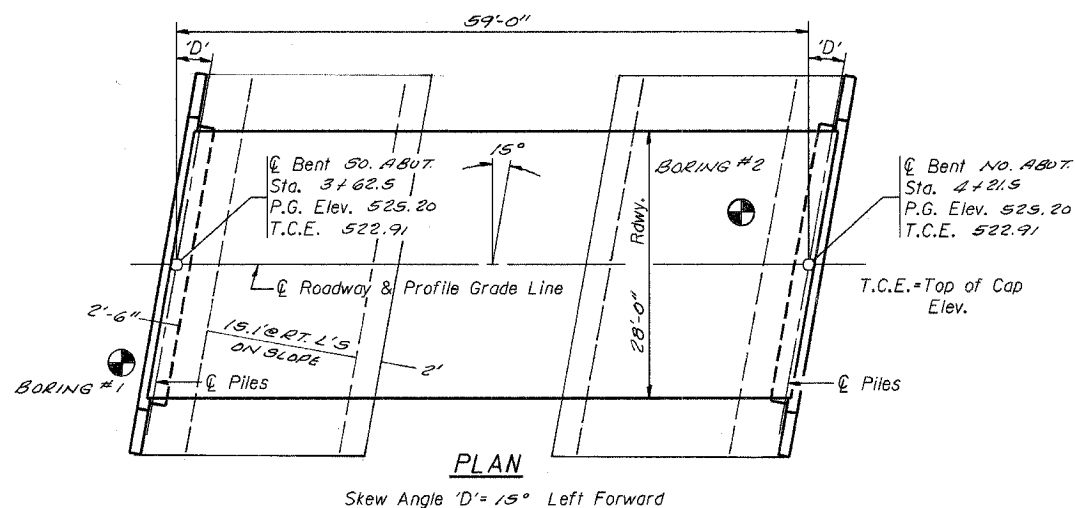 59'-0"
'D'
'D'
15°
℄ Bent SO. ABUT.
Sta. 3+62.5
P.G. Elev. 525.20
T.C.E. 522.91
BORING #2
Rdwy.
℄ Bent NO. ABUT.
Sta. 4+21.5
P.G. Elev. 525.20
T.C.E. 522.91
℄ Roadway & Profile Grade Line
T.C.E.=Top of Cap
Elev.
2'-6"
28'-0"
15.1'@RT. L'S
ON SLOPE
2'
BORING #1
℄ Piles
℄ Piles
PLAN
Skew Angle 'D'= 15° Left Forward